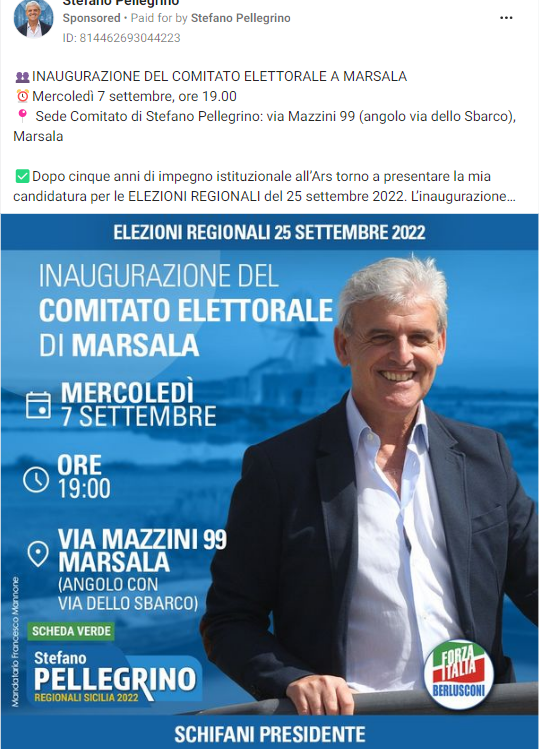 Stefano Pellegrino
Sponsored • Paid for by Stefano Pellegrino
ID: 814462693044223
INAUGURAZIONE DEL COMITATO ELETTORALE A MARSALA
Mercoledì 7 settembre, ore 19.00
Sede Comitato di Stefano Pellegrino: via Mazzini 99 (angolo via dello Sbarco),
Marsala
Dopo cinque anni di impegno istituzionale all’Ars torno a presentare la mia
candidatura per le ELEZIONI REGIONALI del 25 settembre 2022. L’inaugurazione...
ELEZIONI REGIONALI 25 SETTEMBRE 2022
INAUGURAZIONE DEL
COMITATO ELETTORALE
DI MARSALA
MERCOLEDÌ
7 SETTEMBRE
ORE
19:00
VIA MAZZINI 99
MARSALA
(ANGOLO CON
VIA DELLO SBARCO)
Mandatario Francesco Mannone
SCHEDA VERDE
Stefano
PELLEGRINO
REGIONALI SICILIA 2022
FORZA
ITALIA
BERLUSCONI
SCHIFANI PRESIDENTE